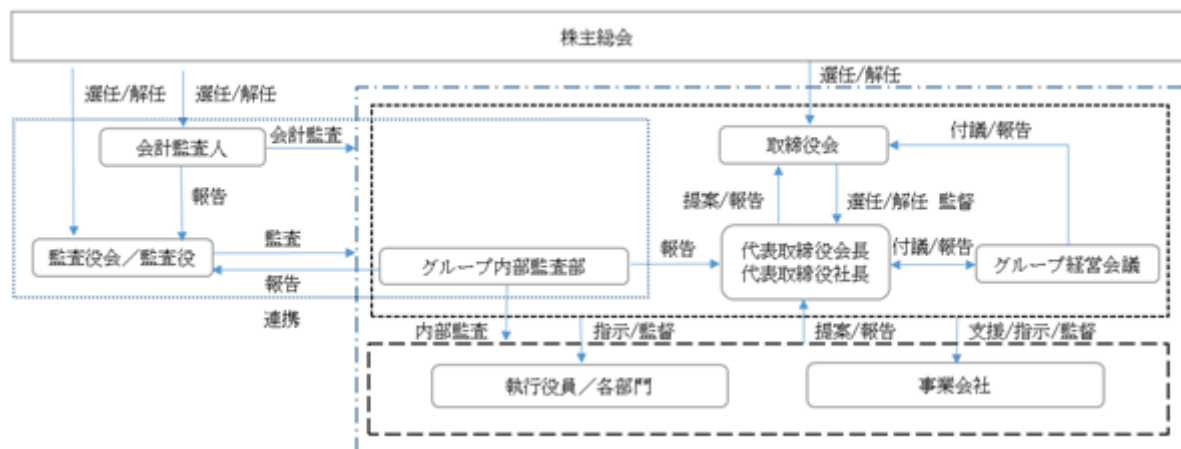 株主総会
選任/解任
選任/解任
選任/解任
会計監査人
会計監査
取締役会
付議/報告
報告
提案/報告
選任/解任 監督
監査役会／監査役
監査
報告
グループ内部監査部
報告
代表取締役会長
代表取締役社長
付議/報告
グループ経営会議
連携
内部監査
指示/監督
提案/報告
支援/指示/監督
執行役員／各部門
事業会社